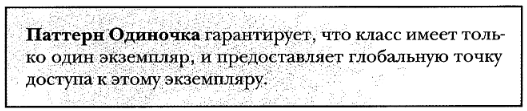 Паттерн Одиночка гарантирует, что класс имеет толь-
ко один экземпляр, и предоставляет глобальную точку
доступа к этому экземпляру.